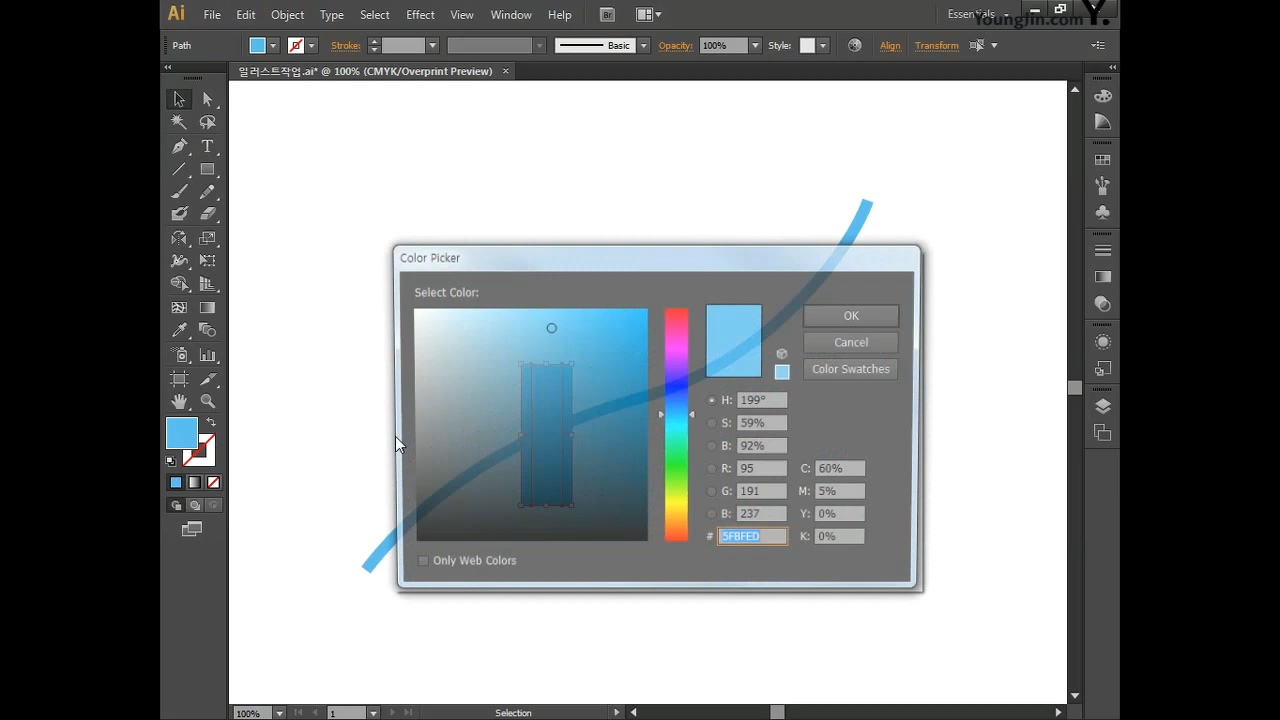 Ai File Edit Object Type Select Effect View Window Help Br Essentials
YoungJin.com Y.
Path Stroke: Basic Opacity: 100% Style: Align Transform
일러스트작업.ai* @ 100% (CMYK/Overprint Preview) ×
T
Color Picker
Select Color:
OK
Cancel
Color Swatches
H: 199°
S: 59%
B: 92%
R: 95 C: 60%
G: 191 M: 5%
B: 237 Y: 0%
# 5FBFED K: 0%
Only Web Colors
100% 1 Selection